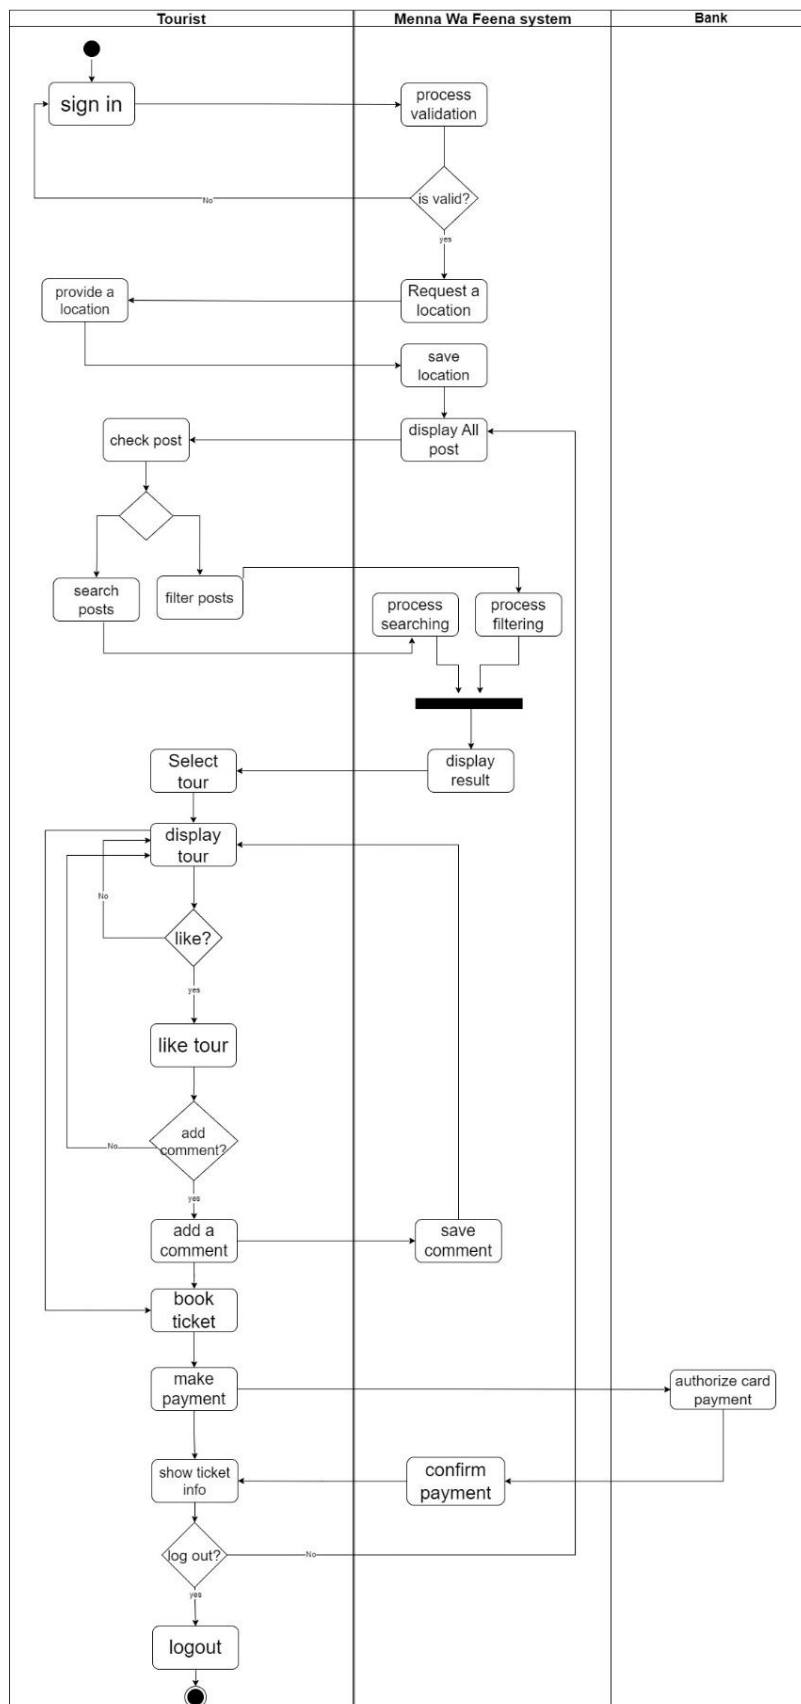 Tourist
Menna Wa Feena system
Bank
sign in
process
validation
is valid?
No
yes
provide a
location
Request a
location
save
location
check post
display All
post
search
posts
filter posts
process
searching
process
filtering
Select
tour
display
result
display
tour
No
like?
yes
like tour
add
comment?
No
yes
add a
comment
save
comment
book
ticket
make
payment
authorize card
payment
show ticket
info
confirm
payment
log out?
No
yes
logout